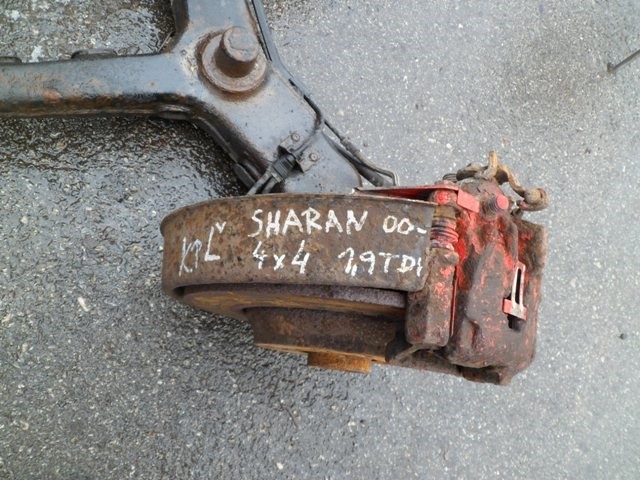 KPL SHARAN 00-
4x4 1,9TDI